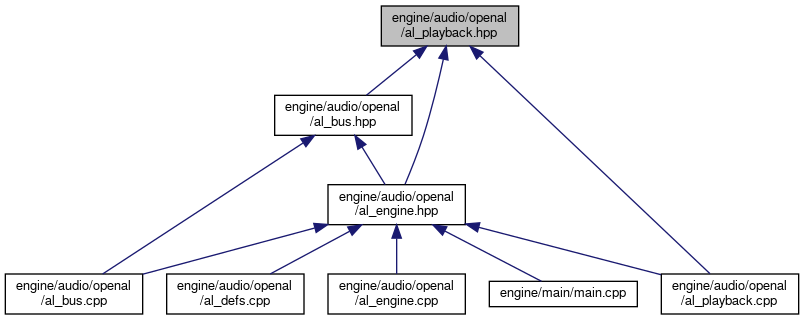 engine/audio/openal
/al_playback.hpp
engine/audio/openal
/al_bus.hpp
engine/audio/openal
/al_engine.hpp
engine/audio/openal
/al_bus.cpp
engine/audio/openal
/al_defs.cpp
engine/audio/openal
/al_engine.cpp
engine/main/main.cpp
engine/audio/openal
/al_playback.cpp